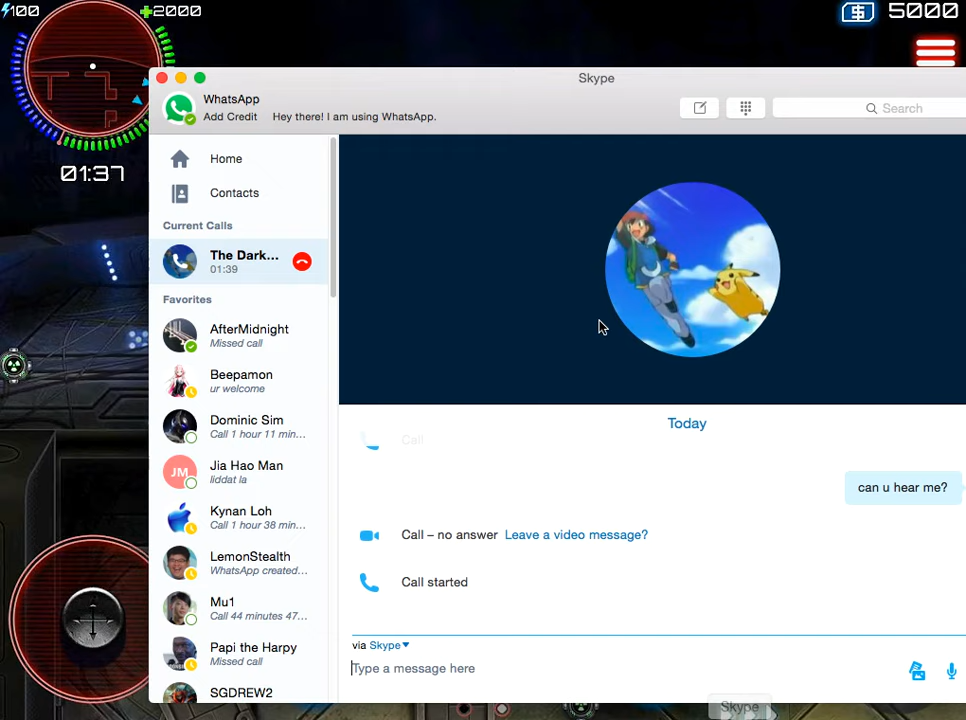 100
+2000
5000
Skype
WhatsApp
Add Credit Hey there! I am using WhatsApp.
Search
01:37
Home
Contacts
Current Calls
The Dark...
01:39
Favorites
AfterMidnight
Missed call
Beepamon
ur welcome
Dominic Sim
Call 1 hour 11 min...
JM
Jia Hao Man
liddat la
Kynan Loh
Call 1 hour 38 min...
LemonStealth
WhatsApp created...
Mu1
Call 44 minutes 47...
Papi the Harpy
Missed call
SGDREW2
Today
Call
can u hear me?
Call – no answer Leave a video message?
Call started
via Skype
Type a message here
Skype